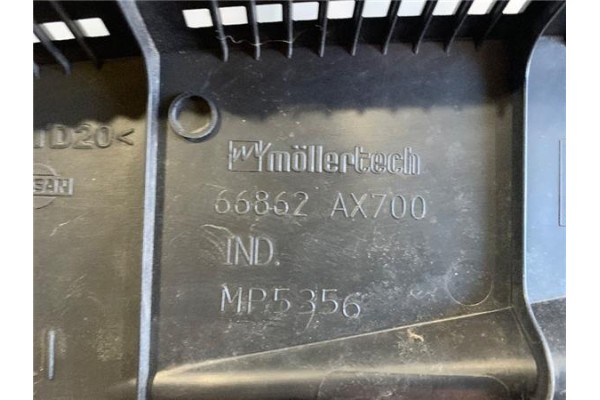 D20<
möllertech
66862 AX700
IND.
MP5356